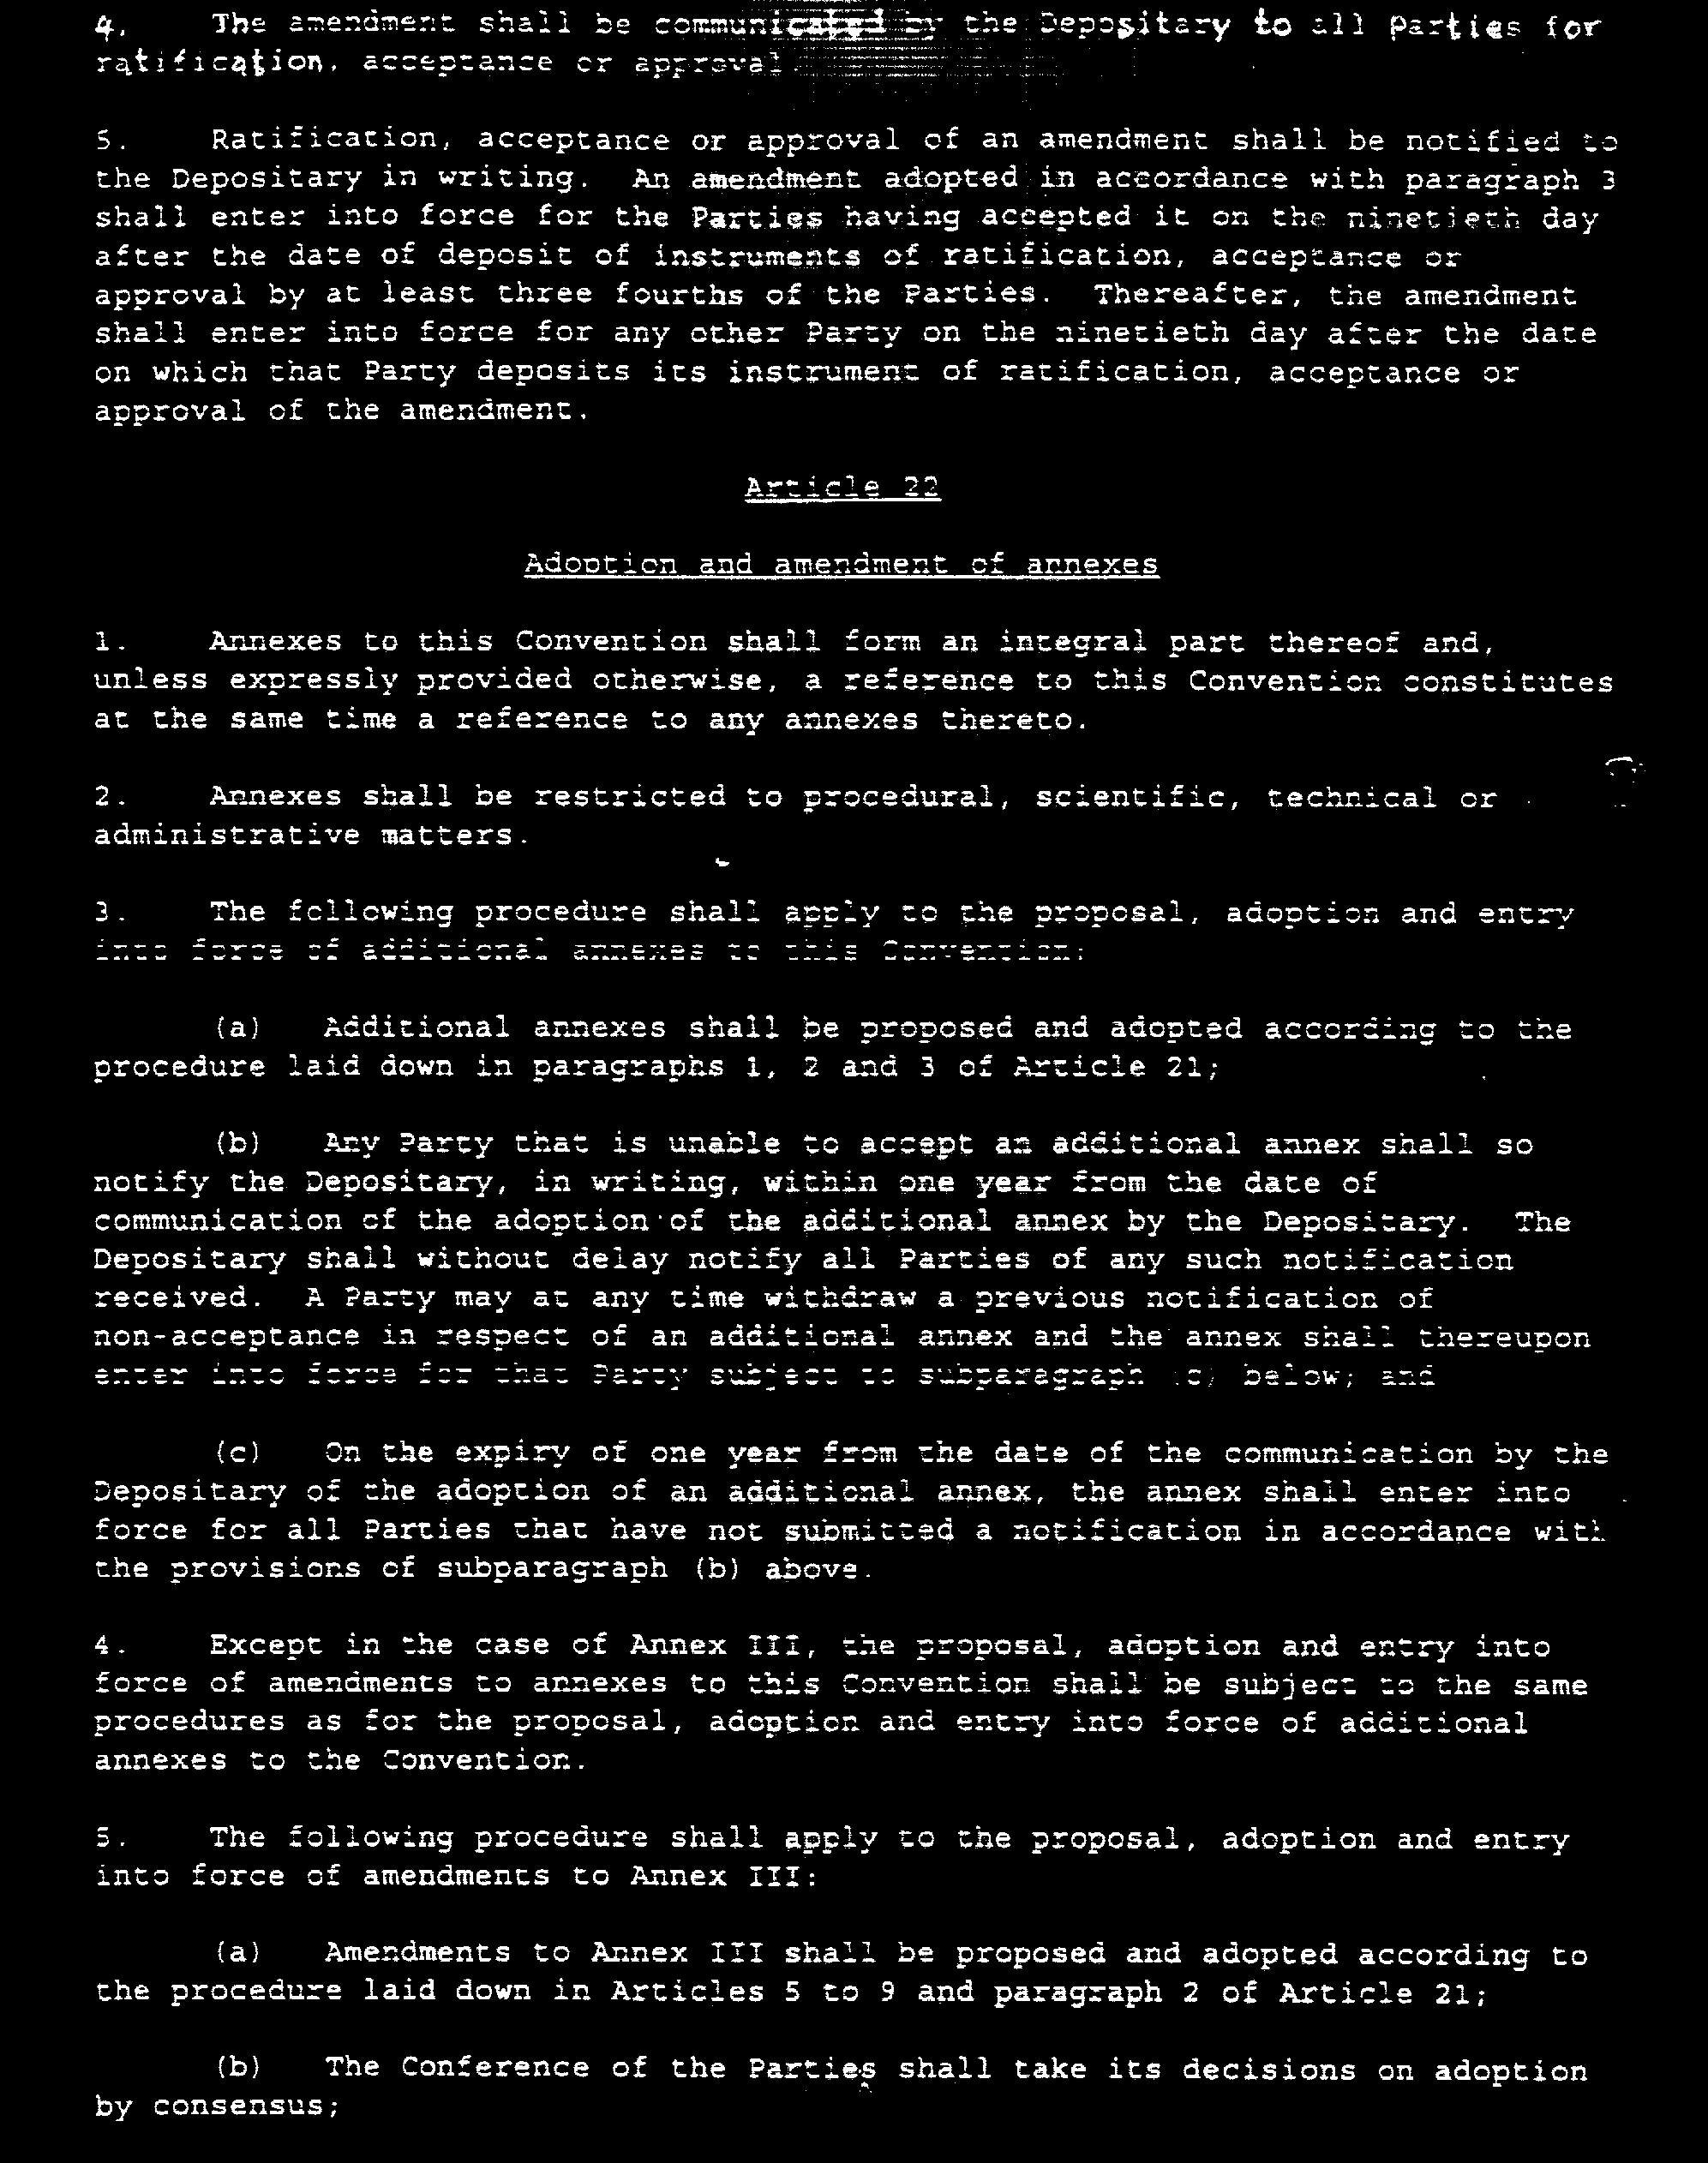 4. The amendment shall be communicated by the Depositary to all Parties for
ratification, acceptance or approval.
5. Ratification, acceptance or approval of an amendment shall be notified to
the Depositary in writing. An amendment adopted in accordance with paragraph 3
shall enter into force for the Parties having accepted it on the ninetieth day
after the date of deposit of instruments of ratification, acceptance or
approval by at least three fourths of the Parties. Thereafter, the amendment
shall enter into force for any other Party on the ninetieth day after the date
on which that Party deposits its instrument of ratification, acceptance or
approval of the amendment.
Article 22
Adoption and amendment of annexes
1. Annexes to this Convention shall form an integral part thereof and,
unless expressly provided otherwise, a reference to this Convention constitutes
at the same time a reference to any annexes thereto.
2. Annexes shall be restricted to procedural, scientific, technical or
administrative matters.
3. The following procedure shall apply to the proposal, adoption and entry
into force of additional annexes to this Convention:
(a) Additional annexes shall be proposed and adopted according to the
procedure laid down in paragraphs 1, 2 and 3 of Article 21;
(b) Any Party that is unable to accept an additional annex shall so
notify the Depositary, in writing, within one year from the date of
communication of the adoption of the additional annex by the Depositary. The
Depositary shall without delay notify all Parties of any such notification
received. A Party may at any time withdraw a previous notification of
non-acceptance in respect of an additional annex and the annex shall thereupon
enter into force for that Party subject to subparagraph (c) below; and
(c) On the expiry of one year from the date of the communication by the
Depositary of the adoption of an additional annex, the annex shall enter into
force for all Parties that have not submitted a notification in accordance with
the provisions of subparagraph (b) above.
4. Except in the case of Annex III, the proposal, adoption and entry into
force of amendments to annexes to this Convention shall be subject to the same
procedures as for the proposal, adoption and entry into force of additional
annexes to the Convention.
5. The following procedure shall apply to the proposal, adoption and entry
into force of amendments to Annex III:
(a) Amendments to Annex III shall be proposed and adopted according to
the procedure laid down in Articles 5 to 9 and paragraph 2 of Article 21;
(b) The Conference of the Parties shall take its decisions on adoption
by consensus;